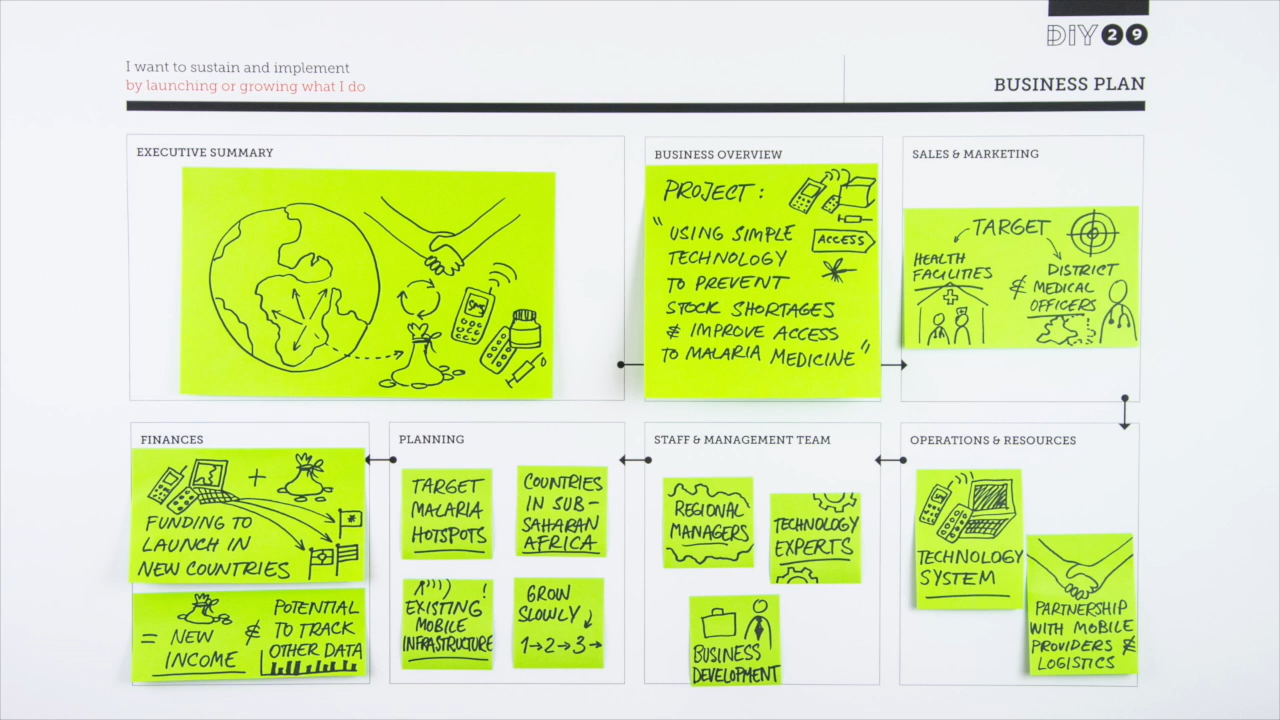 DIY 29
I want to sustain and implement
by launching or growing what I do
BUSINESS PLAN
EXECUTIVE SUMMARY
SMS
BUSINESS OVERVIEW
PROJECT:
"USING SIMPLE
TECHNOLOGY
TO PREVENT
STOCK SHORTAGES
& IMPROVE ACCESS
TO MALARIA MEDICINE"
ACCESS
SALES & MARKETING
TARGET
HEALTH
FACILITIES
&
DISTRICT
MEDICAL
OFFICERS
FINANCES
+
FUNDING TO
LAUNCH IN
NEW COUNTRIES
= NEW
INCOME
&
POTENTIAL
TO TRACK
OTHER DATA
PLANNING
TARGET
MALARIA
HOTSPOTS
COUNTRIES
IN SUB-
SAHARAN
AFRICA
!
EXISTING
MOBILE
INFRASTRUCTURE
GROW
SLOWLY
1→2→3→
STAFF & MANAGEMENT TEAM
REGIONAL
MANAGERS
TECHNOLOGY
EXPERTS
BUSINESS
DEVELOPMENT
OPERATIONS & RESOURCES
TECHNOLOGY
SYSTEM
PARTNERSHIP
WITH MOBILE
PROVIDERS &
LOGISTICS